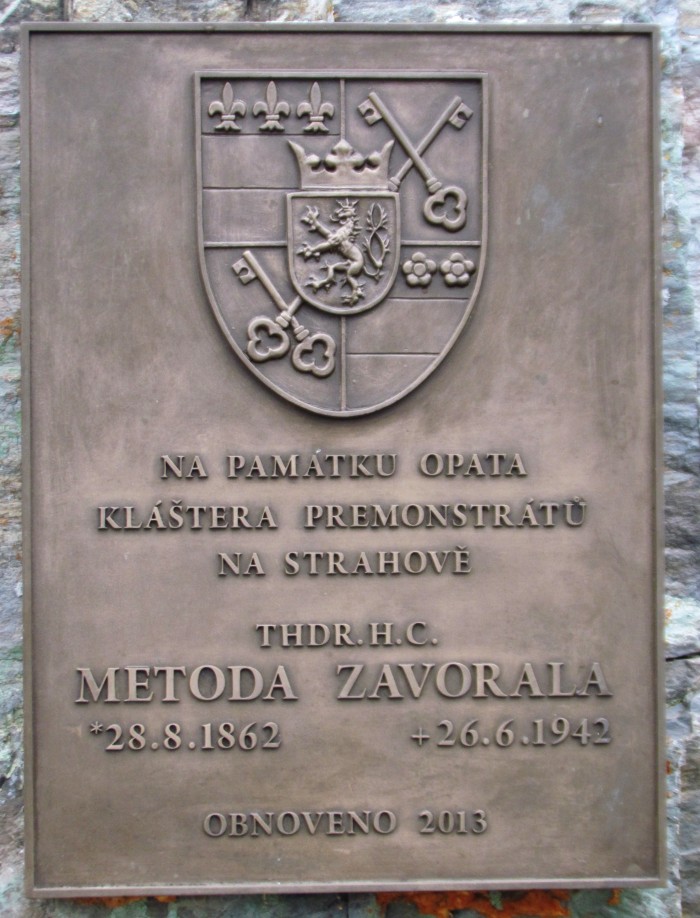 NA PAMÁTKU OPATA
KLÁŠTERA PREMONSTRÁTŮ
NA STRAHOVĚ
THDR. H. C.
METODA ZAVORALA
*28.8.1862 +26.6.1942
OBNOVENO 2013